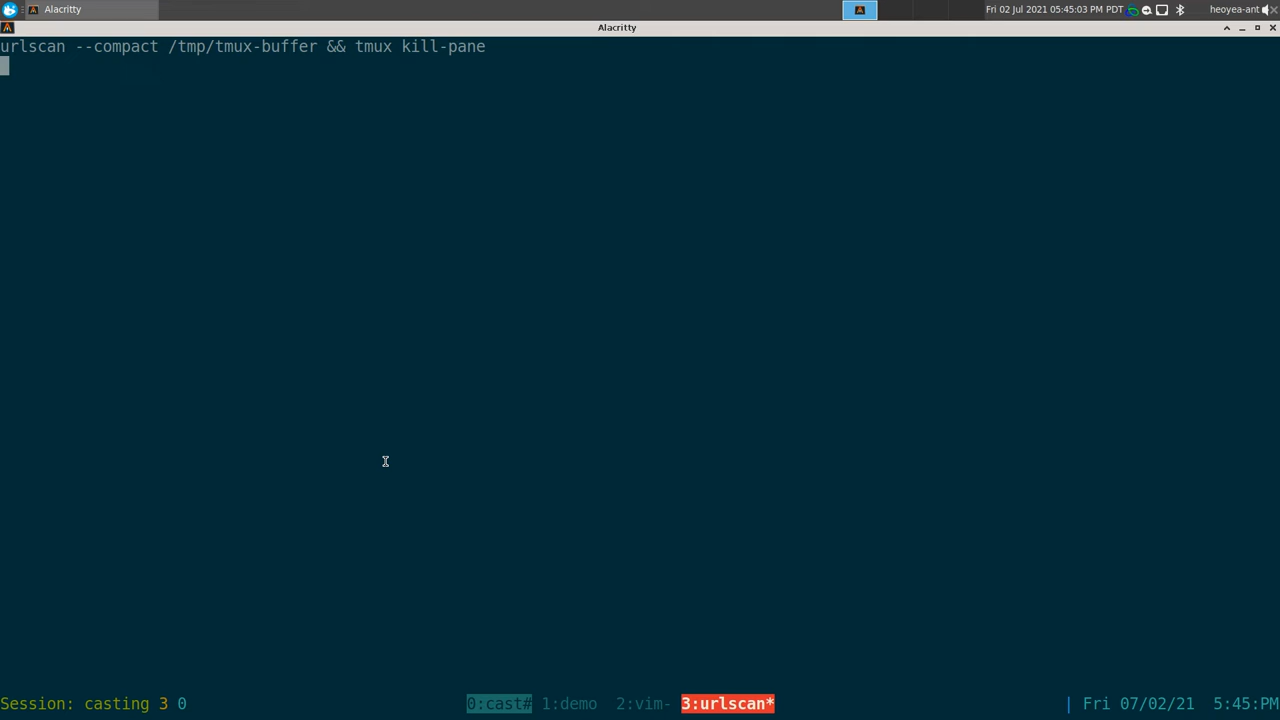 Alacritty
Fri 02 Jul 2021 05:45:03 PM PDT
heoyea-ant
Alacritty
urlscan --compact /tmp/tmux-buffer && tmux kill-pane
Session: casting 3 0
0:cast# 1:demo 2:vim- 3:urlscan*
| Fri 07/02/21 5:45:PM